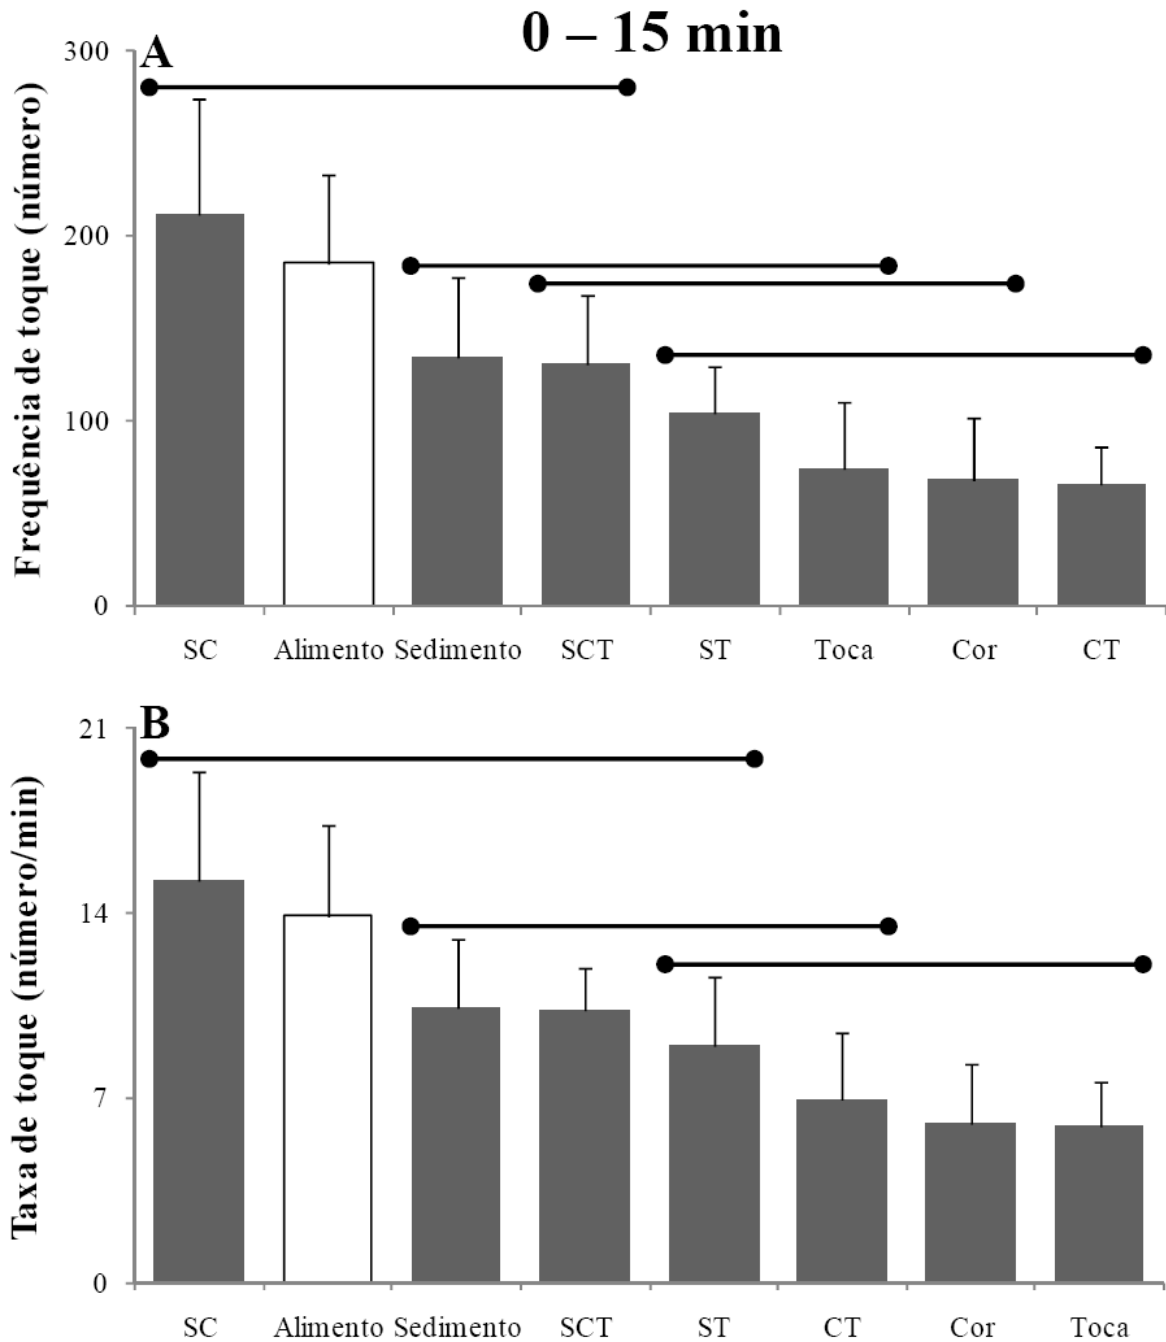 0 – 15 min
A
Frequência de toque (número)
300
200
100
0
SC Alimento Sedimento SCT ST Toca Cor CT
B
Taxa de toque (número/min)
21
14
7
0
SC Alimento Sedimento SCT ST CT Cor Toca